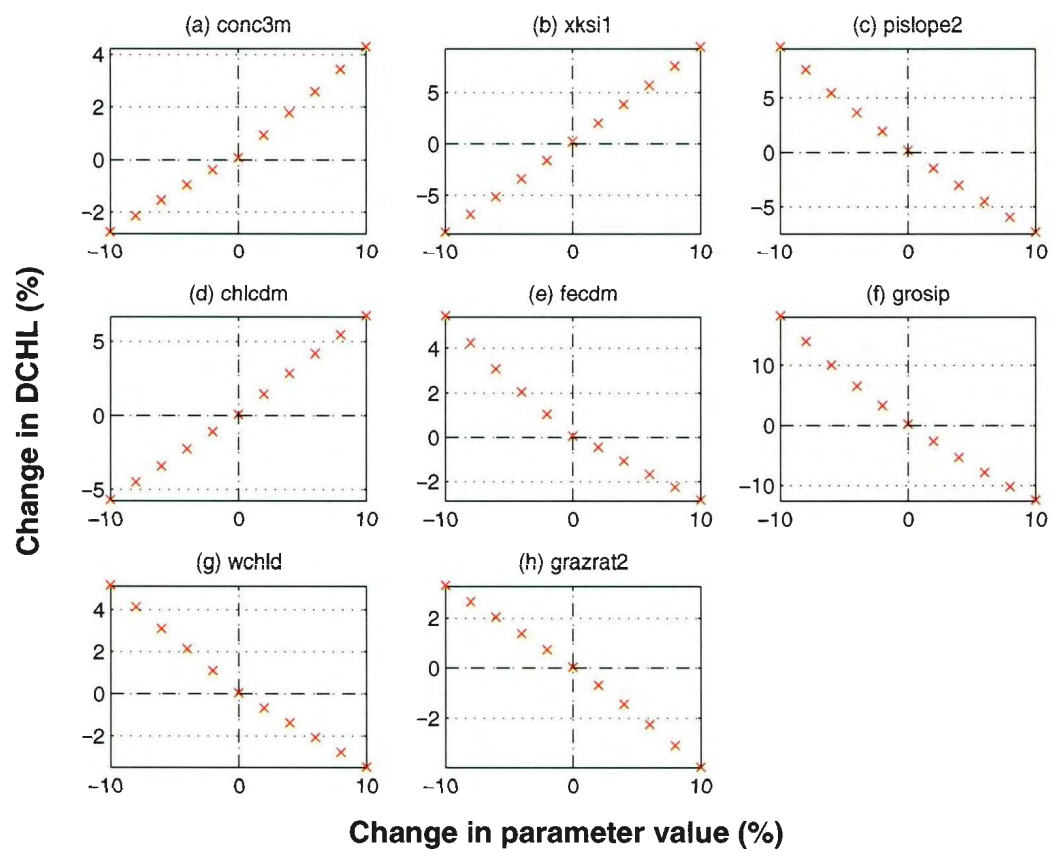 (a) conc3m
4
2
0
−2
−10 0 10
(b) xksi1
5
0
−5
−10 0 10
(c) pislope2
5
0
−5
−10 0 10
(d) chlcdm
5
0
−5
−10 0 10
(e) fecdm
4
2
0
−2
−10 0 10
(f) grosip
10
0
−10
−10 0 10
(g) wchld
4
2
0
−2
−10 0 10
(h) grazrat2
2
0
−2
−10 0 10
Change in DCHL (%)
Change in parameter value (%)